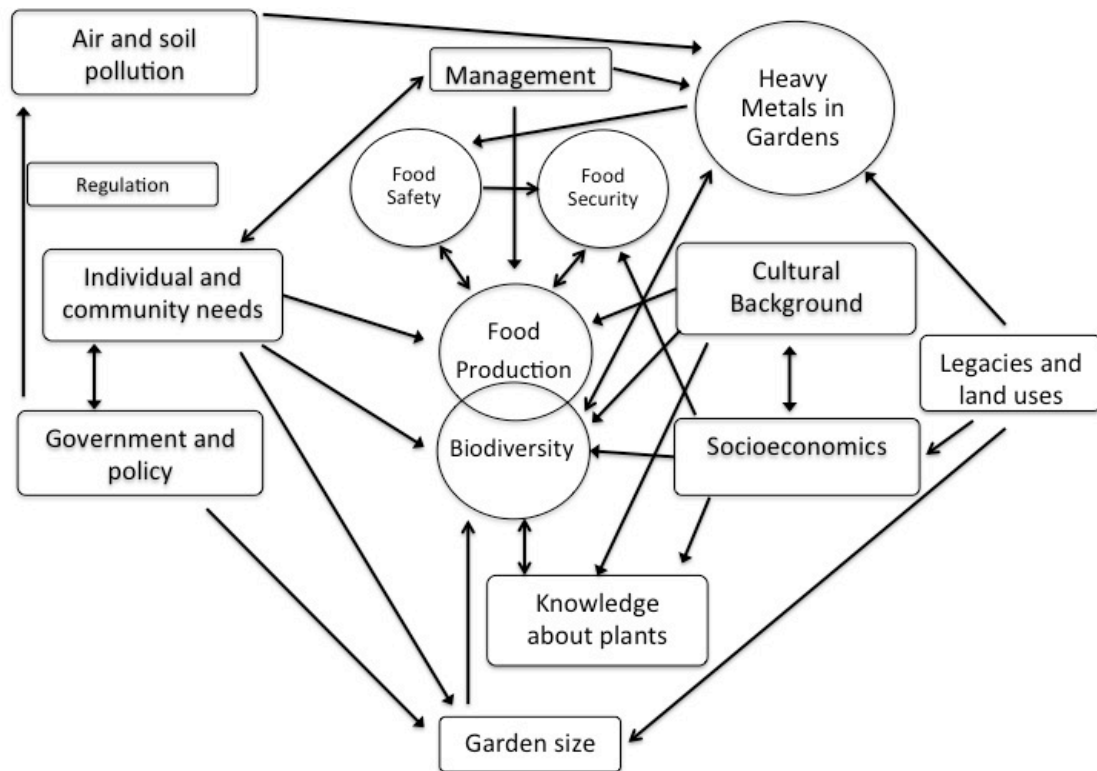 Air and soil
pollution
Management
Heavy
Metals in
Gardens
Regulation
Food
Safety
Food
Security
Individual and
community needs
Cultural
Background
Food
Production
Legacies and
land uses
Government and
policy
Biodiversity
Socioeconomics
Knowledge
about plants
Garden size